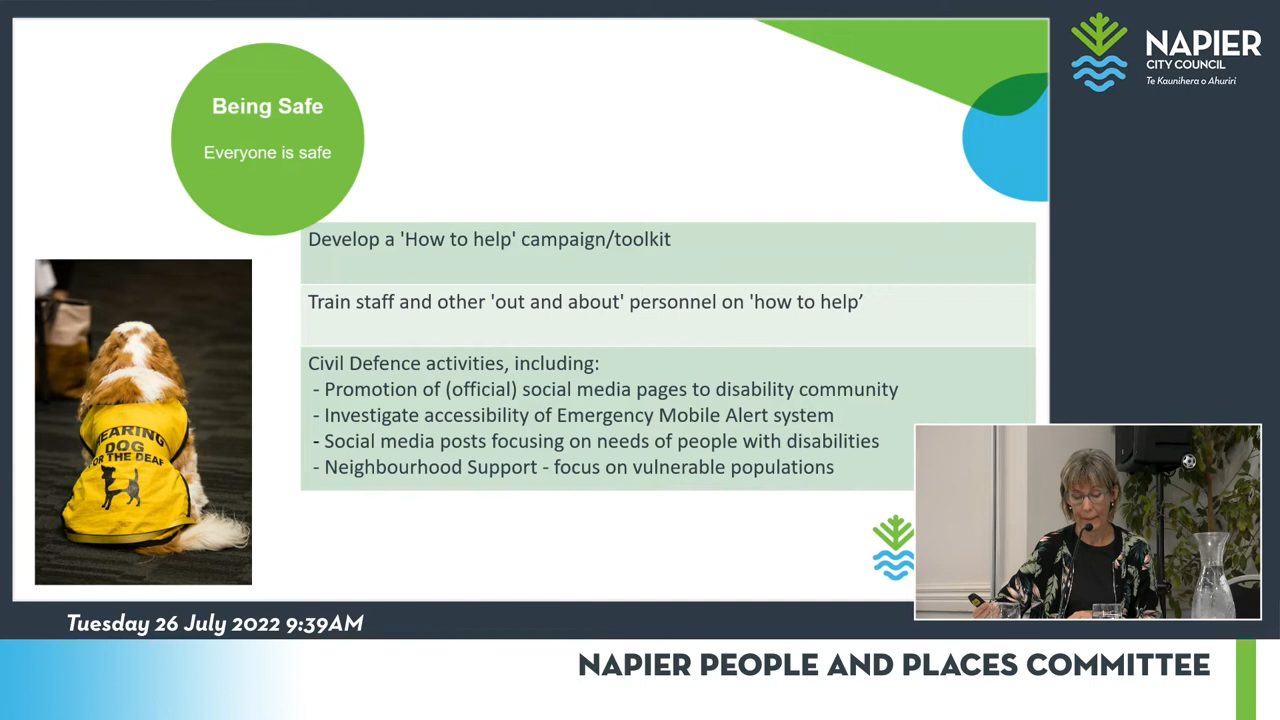 Being Safe
Everyone is safe
NAPIER
CITY COUNCIL
Te Kaunihera o Ahuriri
Develop a 'How to help' campaign/toolkit
Train staff and other 'out and about' personnel on 'how to help’
Civil Defence activities, including:
- Promotion of (official) social media pages to disability community
- Investigate accessibility of Emergency Mobile Alert system
- Social media posts focusing on needs of people with disabilities
- Neighbourhood Support - focus on vulnerable populations
HEARING
DOG
FOR THE DEAF
Tuesday 26 July 2022 9:39AM
NAPIER PEOPLE AND PLACES COMMITTEE